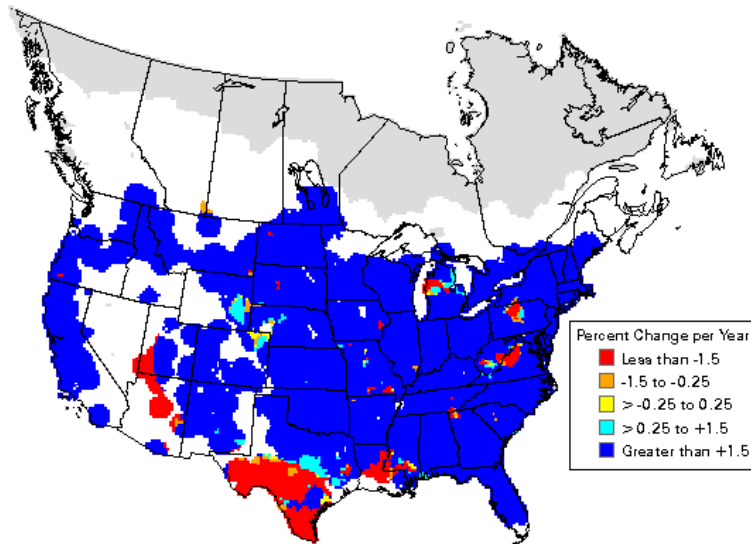 Percent Change per Year
Less than -1.5
-1.5 to -0.25
>-0.25 to 0.25
>0.25 to +1.5
Greater than +1.5